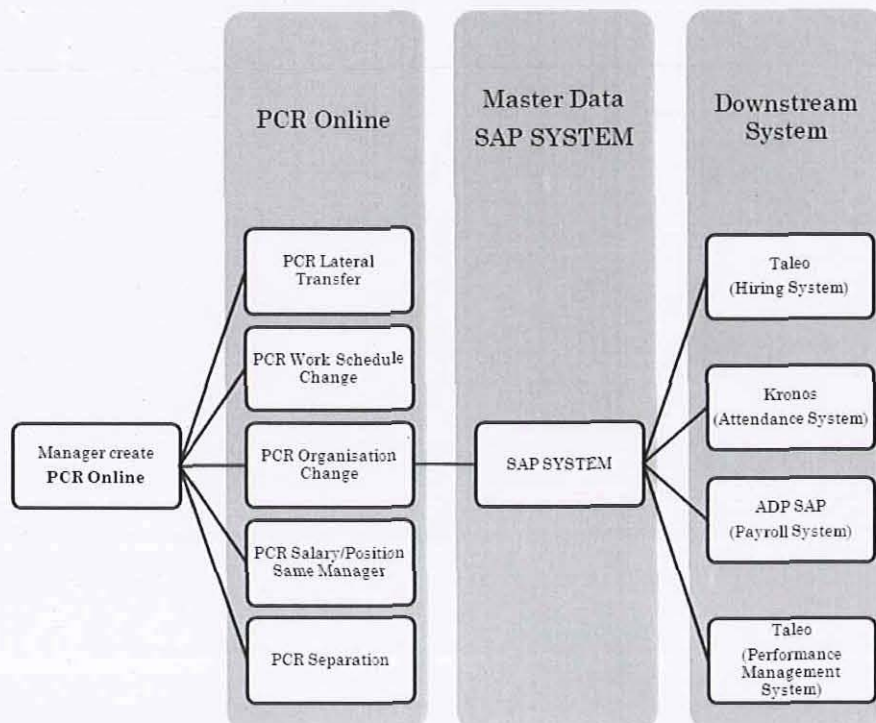 PCR Online
Master Data
SAP SYSTEM
Downstream
System
Manager create
PCR Online
PCR Lateral
Transfer
PCR Work Schedule
Change
PCR Organisation
Change
PCR Salary/Position
Same Manager
PCR Separation
SAP SYSTEM
Taleo
(Hiring System)
Kronos
(Attendance System)
ADP SAP
(Payroll System)
Taleo
(Performance
Management
System)